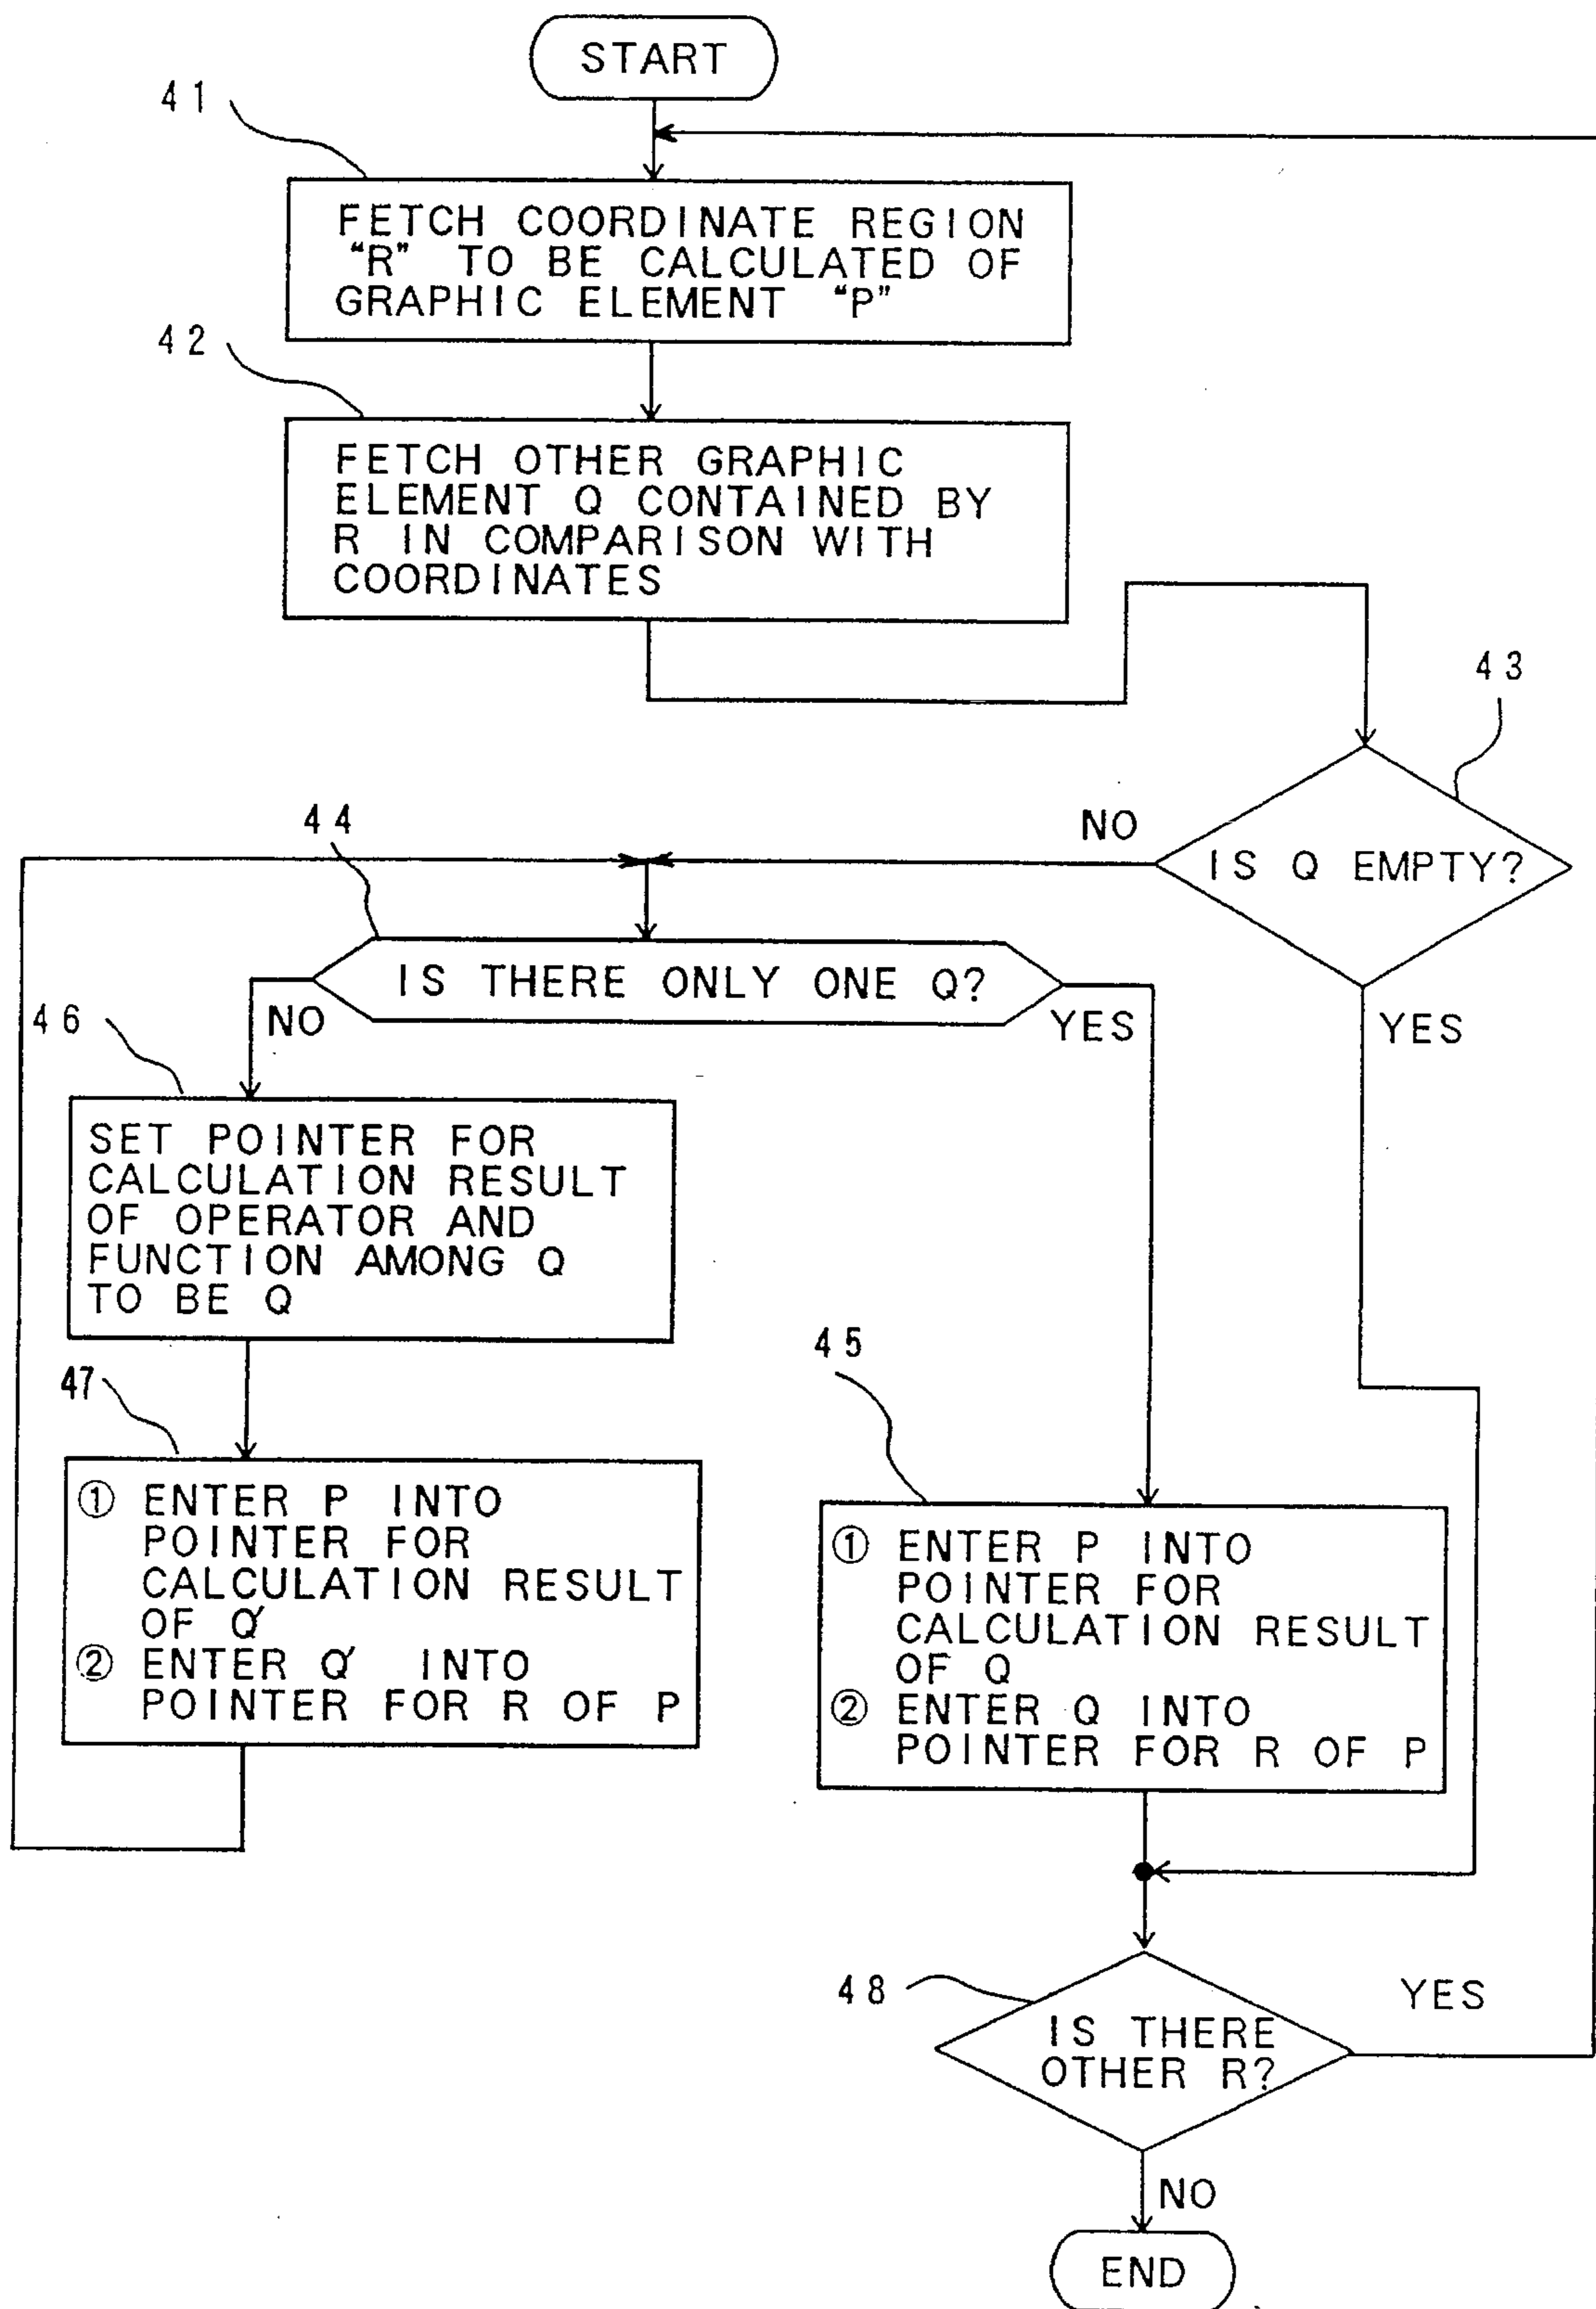 START
41
FETCH COORDINATE REGION
"R" TO BE CALCULATED OF
GRAPHIC ELEMENT "P"
42
FETCH OTHER GRAPHIC
ELEMENT Q CONTAINED BY
R IN COMPARISON WITH
COORDINATES
43
IS Q EMPTY?
NO
YES
44
IS THERE ONLY ONE Q?
NO
YES
46
SET POINTER FOR
CALCULATION RESULT
OF OPERATOR AND
FUNCTION AMONG Q
TO BE Q
47
① ENTER P INTO
POINTER FOR
CALCULATION RESULT
OF Q'
② ENTER Q' INTO
POINTER FOR R OF P
45
① ENTER P INTO
POINTER FOR
CALCULATION RESULT
OF Q
② ENTER Q INTO
POINTER FOR R OF P
48
IS THERE
OTHER R?
YES
NO
END